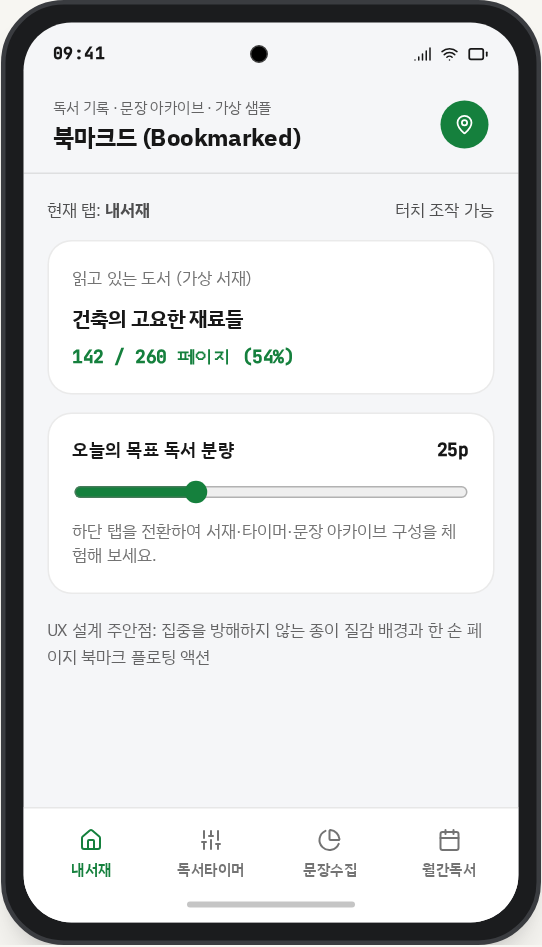 09:41
독서 기록 · 문장 아카이브 · 가상 샘플
북마크드 (Bookmarked)
현재 탭: 내서재
터치 조작 가능
읽고 있는 도서 (가상 서재)
건축의 고요한 재료들
142 / 260 페이지 (54%)
오늘의 목표 독서 분량
25p
하단 탭을 전환하여 서재·타이머·문장 아카이브 구성을 체
험해 보세요.
UX 설계 주안점: 집중을 방해하지 않는 종이 질감 배경과 한 손 페
이지 북마크 플로팅 액션
내서재
독서타이머
문장수집
월간독서